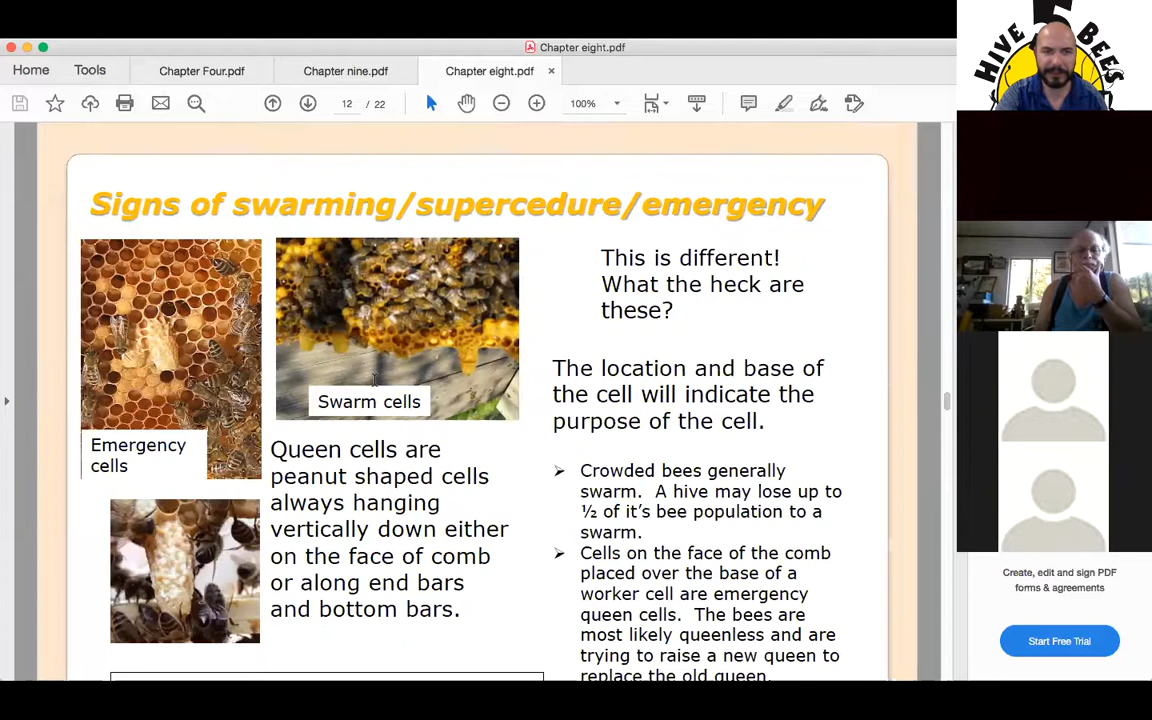 Chapter eight.pdf
HIVE 5 BEES
Home
Tools
Chapter Four.pdf
Chapter nine.pdf
Chapter eight.pdf ×
12 / 22
100%
Signs of swarming/supercedure/emergency
Emergency
cells
Swarm cells
Queen cells are
peanut shaped cells
always hanging
vertically down either
on the face of comb
or along end bars
and bottom bars.
This is different!
What the heck are
these?
The location and base of
the cell will indicate the
purpose of the cell.
➢ Crowded bees generally
swarm. A hive may lose up to
½ of it's bee population to a
swarm.
➢ Cells on the face of the comb
placed over the base of a
worker cell are emergency
queen cells. The bees are
most likely queenless and are
trying to raise a new queen to
replace the old queen.
Create, edit and sign PDF
forms & agreements
Start Free Trial